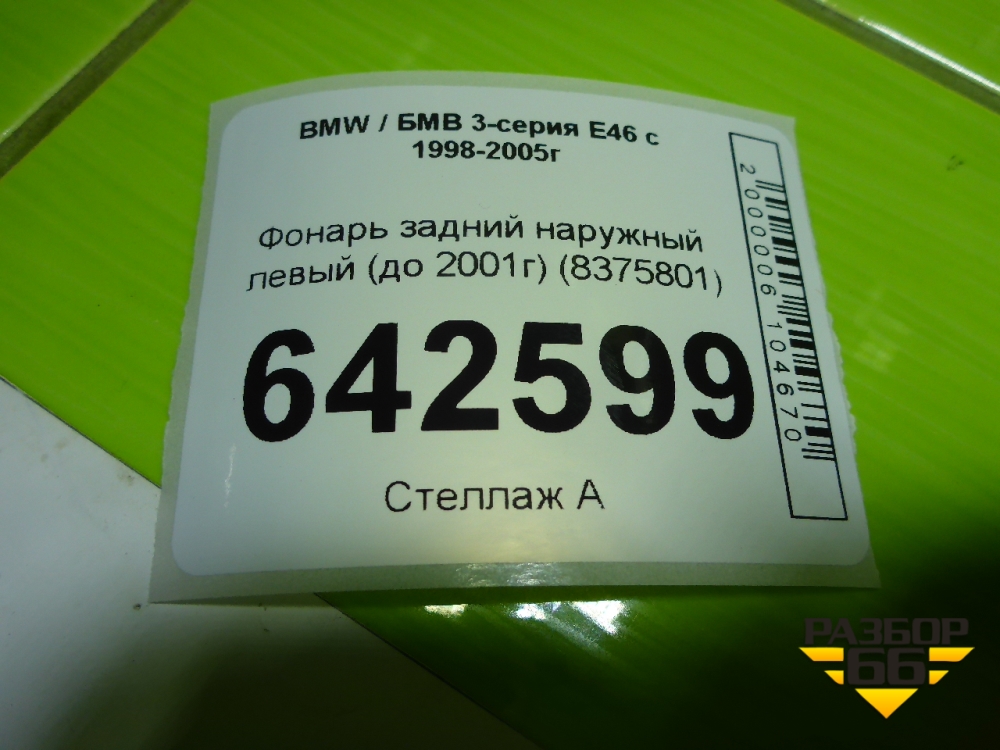 BMW / БМВ 3-серия E46 с
1998-2005г
Фонарь задний наружный
левый (до 2001г) (8375801)
642599
Стеллаж А
2000006104670
РАЗБОР
66